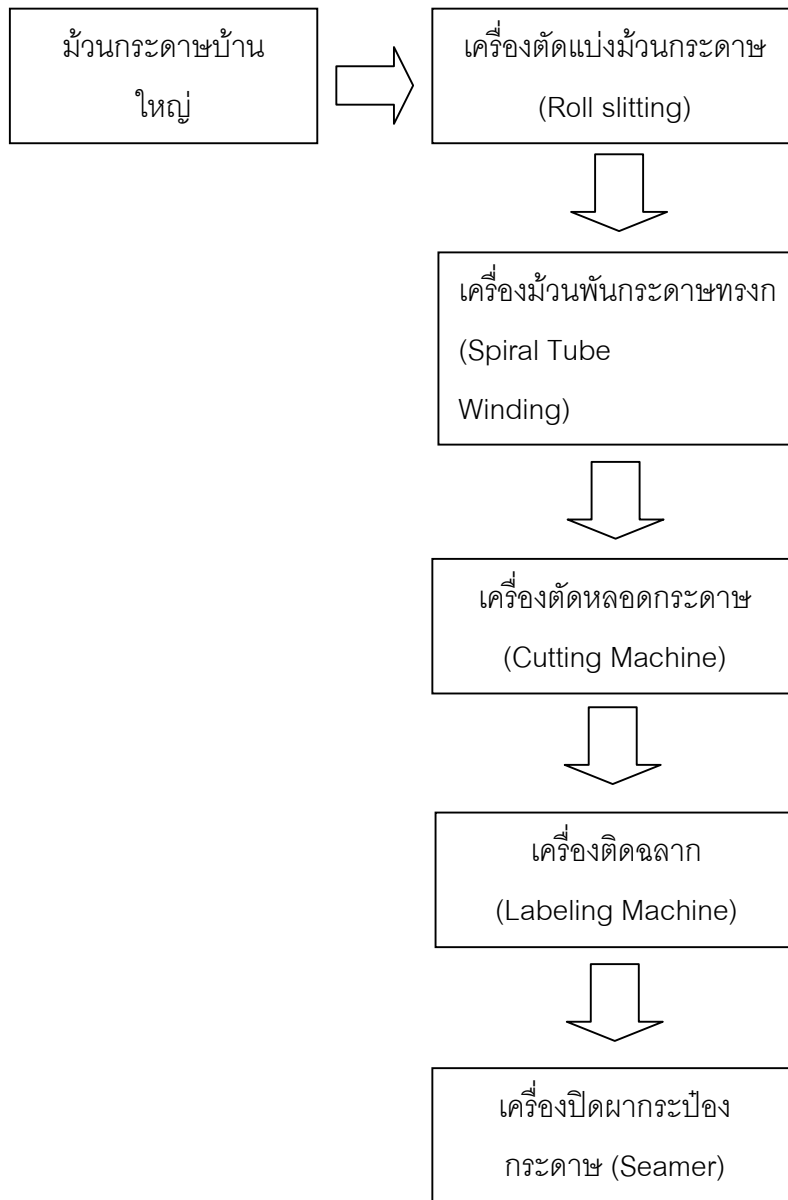 ม้วนกระดาษบ้าน
ใหญ่
เครื่องตัดแบ่งม้วนกระดาษ
(Roll slitting)
เครื่องม้วนพันกระดาษทรงก
(Spiral Tube
Winding)
เครื่องตัดหลอดกระดาษ
(Cutting Machine)
เครื่องติดฉลาก
(Labeling Machine)
เครื่องปิดฝากระป๋อง
กระดาษ (Seamer)